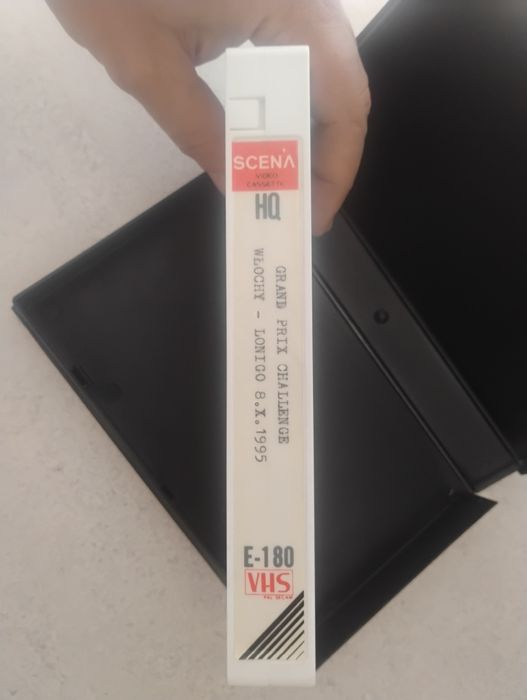 SCENA
VIDEO
CASSETTE
HQ
GRAND PRIX CHALLENGE
WŁOCHY - LONIGO 8.X.1995
E-180
VHS
PAL SECAM